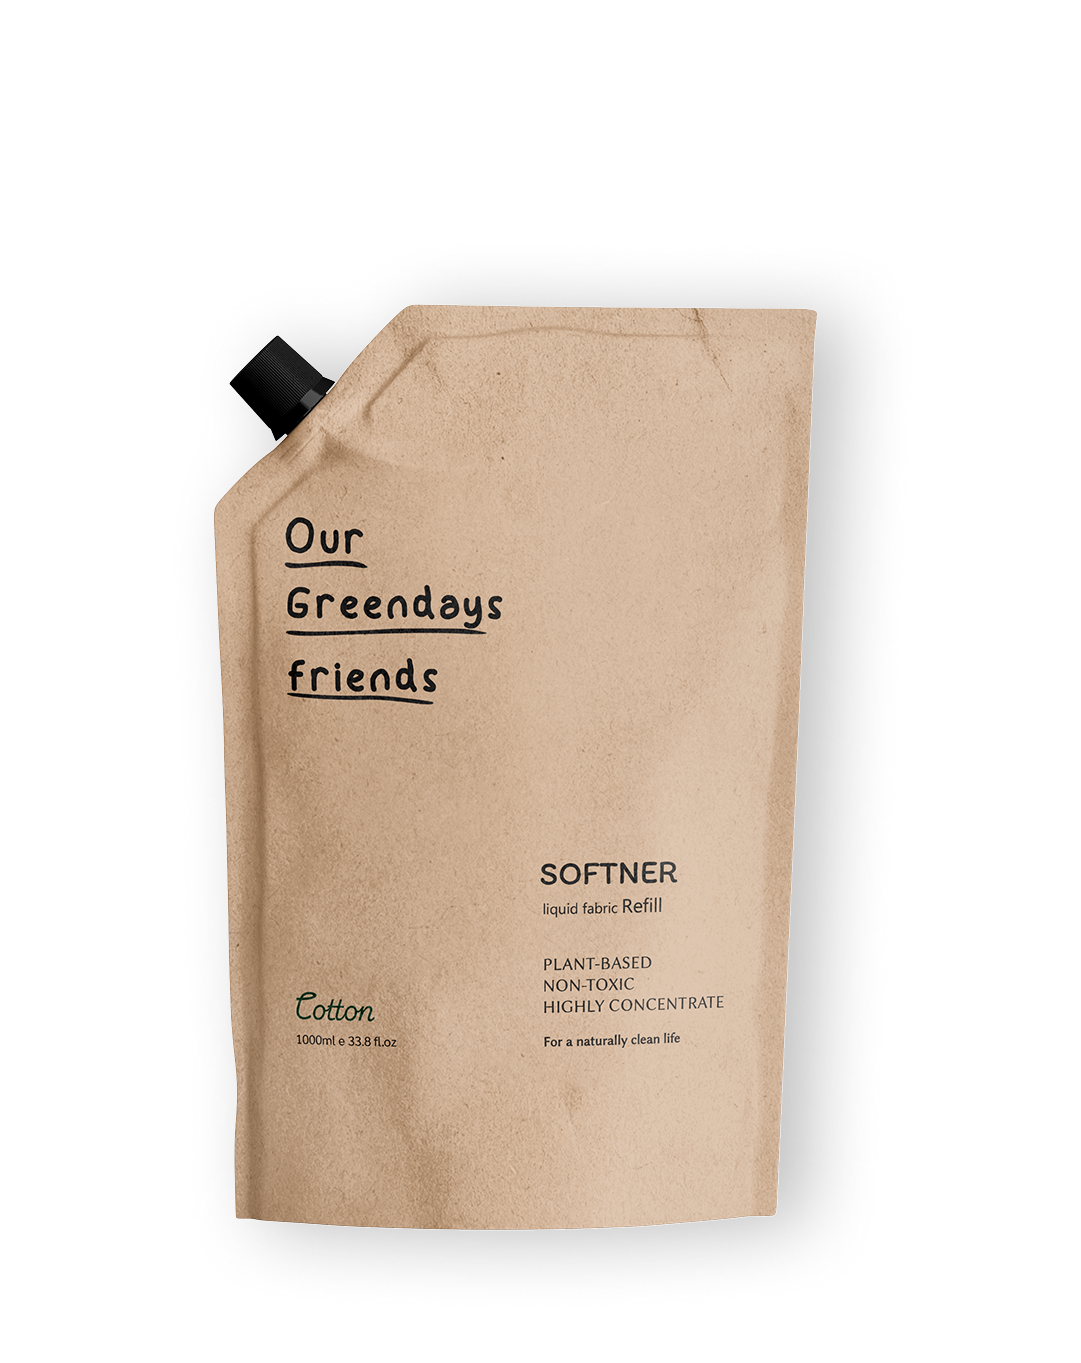 Our
Greendays
friends
SOFTNER
liquid fabric Refill
PLANT-BASED
NON-TOXIC
HIGHLY CONCENTRATE
For a naturally clean life
Cotton
1000ml e 33.8 fl.oz